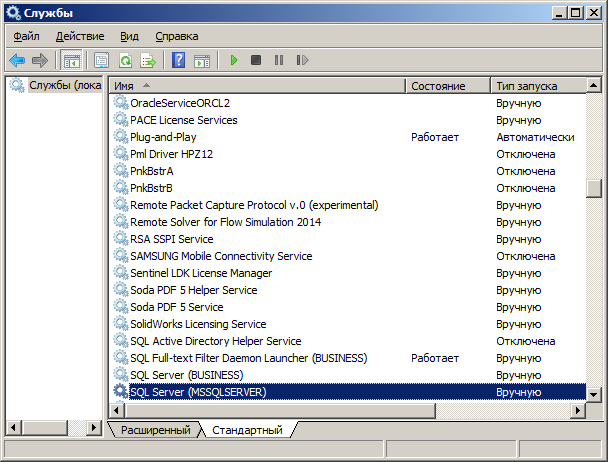 Службы
Файл Действие Вид Справка
Службы (лока
Имя Состояние Тип запуска
OracleServiceORCL2 Вручную
PACE License Services Вручную
Plug-and-Play Работает Автоматически
Pml Driver HPZ12 Отключена
PnkBstrA Отключена
PnkBstrB Отключена
Remote Packet Capture Protocol v.0 (experimental) Вручную
Remote Solver for Flow Simulation 2014 Вручную
RSA SSPI Service Вручную
SAMSUNG Mobile Connectivity Service Отключена
Sentinel LDK License Manager Вручную
Soda PDF 5 Helper Service Вручную
Soda PDF 5 Service Вручную
SolidWorks Licensing Service Вручную
SQL Active Directory Helper Service Отключена
SQL Full-text Filter Daemon Launcher (BUSINESS) Работает Вручную
SQL Server (BUSINESS) Вручную
SQL Server (MSSQLSERVER) Вручную
Расширенный Стандартный